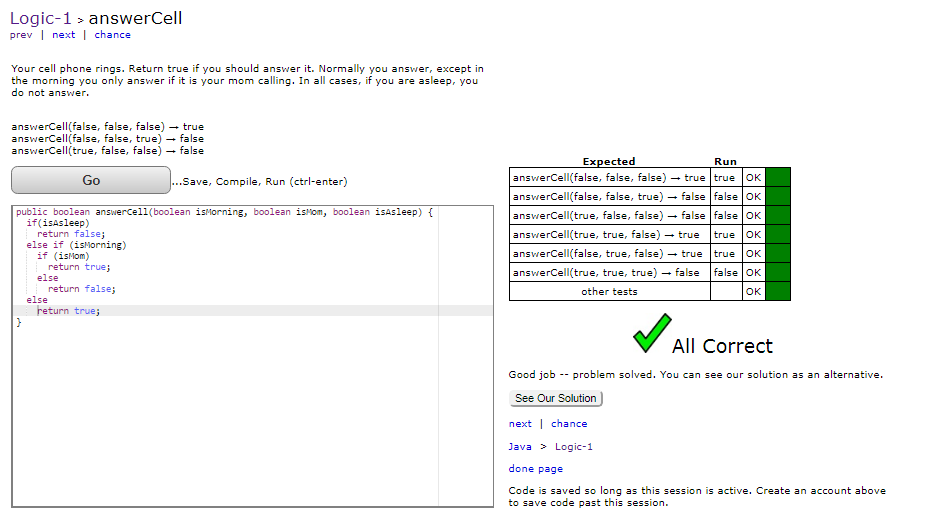 Logic-1 > answerCell
prev | next | chance
Your cell phone rings. Return true if you should answer it. Normally you answer, except in
the morning you only answer if it is your mom calling. In all cases, if you are asleep, you
do not answer.
answerCell(false, false, false) → true
answerCell(false, false, true) → false
answerCell(true, false, false) → false
Go ...Save, Compile, Run (ctrl-enter)
public boolean answerCell(boolean isMorning, boolean isMom, boolean isAsleep) {
if(isAsleep)
return false;
else if (isMorning)
if (isMom)
return true;
else
return false;
else
return true;
}
Expected Run
answerCell(false, false, false) → true true OK
answerCell(false, false, true) → false false OK
answerCell(true, false, false) → false false OK
answerCell(true, true, false) → true true OK
answerCell(false, true, false) → true true OK
answerCell(true, true, true) → false false OK
other tests OK
All Correct
Good job -- problem solved. You can see our solution as an alternative.
See Our Solution
next | chance
Java > Logic-1
done page
Code is saved so long as this session is active. Create an account above
to save code past this session.